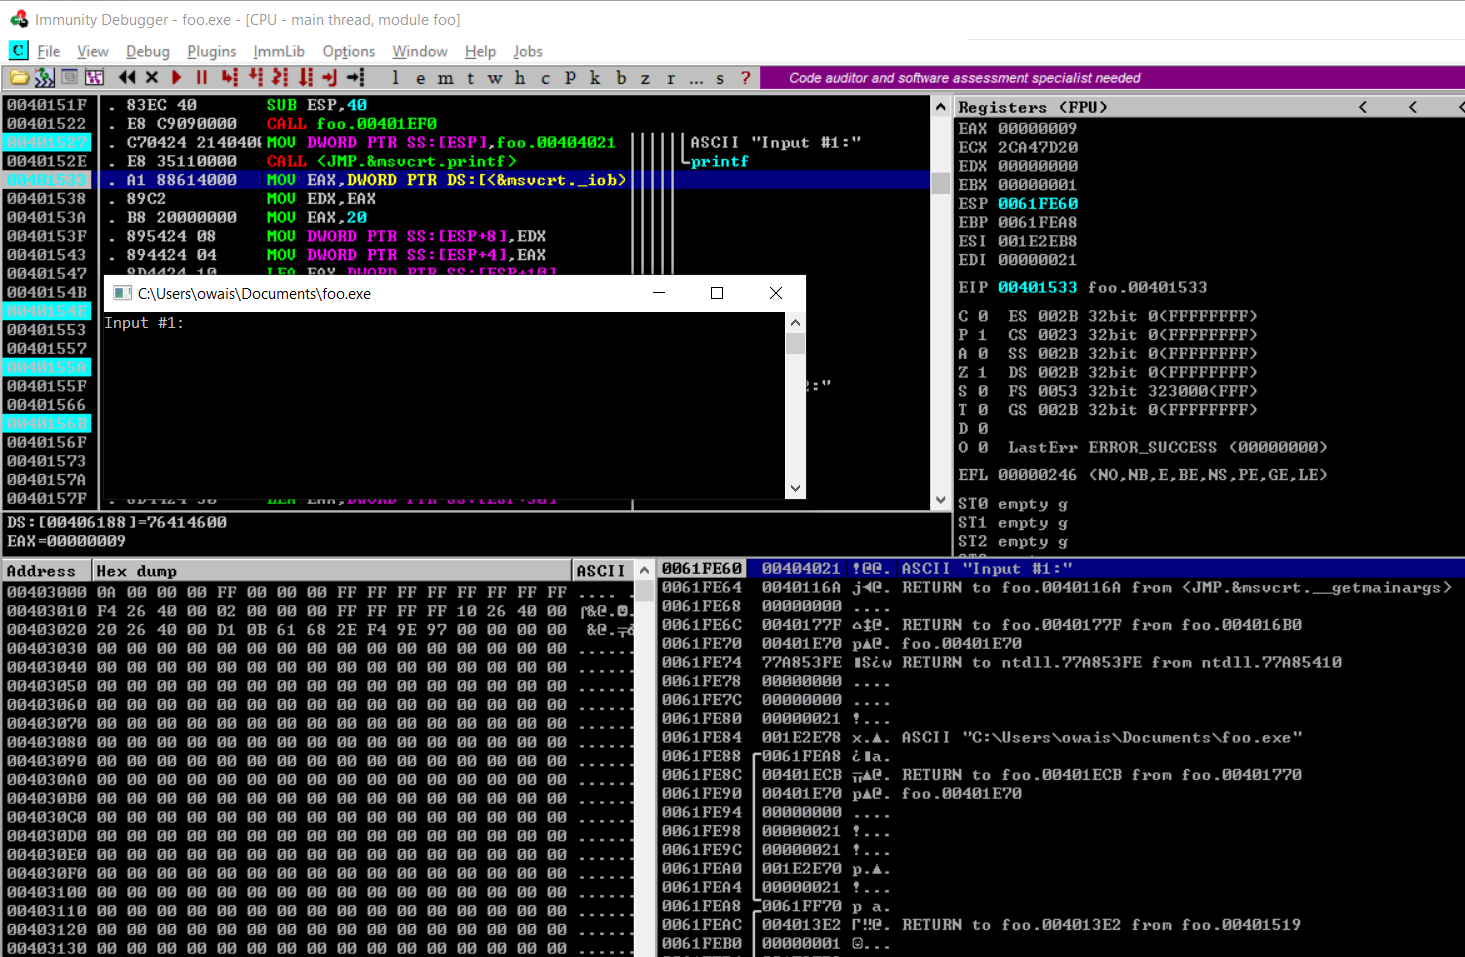 Immunity Debugger - foo.exe - [CPU - main thread, module foo]
C File View Debug Plugins ImmLib Options Window Help Jobs
l e m t w h c P k b z r ... s ? Code auditor and software assessment specialist needed
0040151F . 83EC 40 SUB ESP,40
00401522 . E8 C9090000 CALL foo.00401EF0
00401527 . C70424 214040 MOV DWORD PTR SS:[ESP],foo.00404021 ASCII "Input #1:"
0040152E . E8 35110000 CALL <JMP.&msvcrt.printf> printf
00401533 . A1 88614000 MOV EAX,DWORD PTR DS:[<&msvcrt._iob>]
00401538 . 89C2 MOV EDX,EAX
0040153A . B8 20000000 MOV EAX,20
0040153F . 895424 08 MOV DWORD PTR SS:[ESP+8],EDX
00401543 . 894424 04 MOV DWORD PTR SS:[ESP+4],EAX
00401547 . 8D4424 10 LEA EAX,DWORD PTR SS:[ESP+10]
0040154B
0040154E
00401553
00401557
0040155A
0040155F
00401566
0040156B
0040156F
00401573
0040157A
0040157F . 8D4424 30 LEA EAX,DWORD PTR SS:[ESP+30]
C:\Users\owais\Documents\foo.exe
Input #1:
2:"
DS:[00406188]=76414600
EAX=00000009
Registers (FPU) < < <
EAX 00000009
ECX 2CA47D20
EDX 00000000
EBX 00000001
ESP 0061FE60
EBP 0061FEA8
ESI 001E2EB8
EDI 00000021
EIP 00401533 foo.00401533
C 0 ES 002B 32bit 0(FFFFFFFF)
P 1 CS 0023 32bit 0(FFFFFFFF)
A 0 SS 002B 32bit 0(FFFFFFFF)
Z 1 DS 002B 32bit 0(FFFFFFFF)
S 0 FS 0053 32bit 323000(FFF)
T 0 GS 002B 32bit 0(FFFFFFFF)
D 0
O 0 LastErr ERROR_SUCCESS (00000000)
EFL 00000246 (NO,NB,E,BE,NS,PE,GE,LE)
ST0 empty g
ST1 empty g
ST2 empty g
Address Hex dump ASCII
00403000 0A 00 00 00 FF 00 00 00 FF FF FF FF FF FF FF FF
00403010 F4 26 40 00 02 00 00 00 FF FF FF FF 10 26 40 00
00403020 20 26 40 00 D1 0B 61 68 2E F4 9E 97 00 00 00 00
00403030 00 00 00 00 00 00 00 00 00 00 00 00 00 00 00 00 ......
00403040 00 00 00 00 00 00 00 00 00 00 00 00 00 00 00 00 ......
00403050 00 00 00 00 00 00 00 00 00 00 00 00 00 00 00 00 ......
00403060 00 00 00 00 00 00 00 00 00 00 00 00 00 00 00 00 ......
00403070 00 00 00 00 00 00 00 00 00 00 00 00 00 00 00 00 ......
00403080 00 00 00 00 00 00 00 00 00 00 00 00 00 00 00 00 ......
00403090 00 00 00 00 00 00 00 00 00 00 00 00 00 00 00 00 ......
004030A0 00 00 00 00 00 00 00 00 00 00 00 00 00 00 00 00 ......
004030B0 00 00 00 00 00 00 00 00 00 00 00 00 00 00 00 00 ......
004030C0 00 00 00 00 00 00 00 00 00 00 00 00 00 00 00 00 ......
004030D0 00 00 00 00 00 00 00 00 00 00 00 00 00 00 00 00 ......
004030E0 00 00 00 00 00 00 00 00 00 00 00 00 00 00 00 00 ......
004030F0 00 00 00 00 00 00 00 00 00 00 00 00 00 00 00 00 ......
00403100 00 00 00 00 00 00 00 00 00 00 00 00 00 00 00 00 ......
00403110 00 00 00 00 00 00 00 00 00 00 00 00 00 00 00 00 ......
00403120 00 00 00 00 00 00 00 00 00 00 00 00 00 00 00 00 ......
00403130 00 00 00 00 00 00 00 00 00 00 00 00 00 00 00 00 ......
0061FE60 00404021 !@@. ASCII "Input #1:"
0061FE64 0040116A j◄@. RETURN to foo.0040116A from <JMP.&msvcrt.__getmainargs>
0061FE68 00000000 ....
0061FE6C 0040177F ⌂↨@. RETURN to foo.0040177F from foo.004016B0
0061FE70 00401E70 p▲@. foo.00401E70
0061FE74 77A853FE ■S¿w RETURN to ntdll.77A853FE from ntdll.77A85410
0061FE78 00000000 ....
0061FE7C 00000000 ....
0061FE80 00000021 !...
0061FE84 001E2E78 x.▲. ASCII "C:\Users\owais\Documents\foo.exe"
0061FE88 0061FEA8 ¿■a.
0061FE8C 00401ECB ╦▲@. RETURN to foo.00401ECB from foo.00401770
0061FE90 00401E70 p▲@. foo.00401E70
0061FE94 00000000 ....
0061FE98 00000021 !...
0061FE9C 00000021 !...
0061FEA0 001E2E70 p.▲.
0061FEA4 00000021 !...
0061FEA8 0061FF70 p a.
0061FEAC 004013E2 Γ‼@. RETURN to foo.004013E2 from foo.00401519
0061FEB0 00000001 ☺...